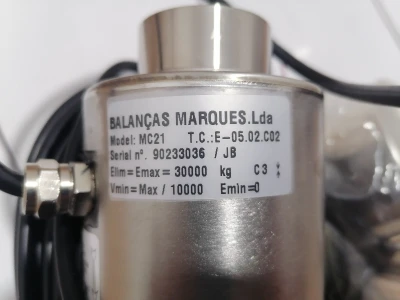 BALANÇAS MARQUES.Lda
Model: MC21 T.C.:E-05.02.C02
Serial nº. 90233036 / JB
Elim=Emax= 30000 kg C3
Vmin=Max / 10000 Emin=0